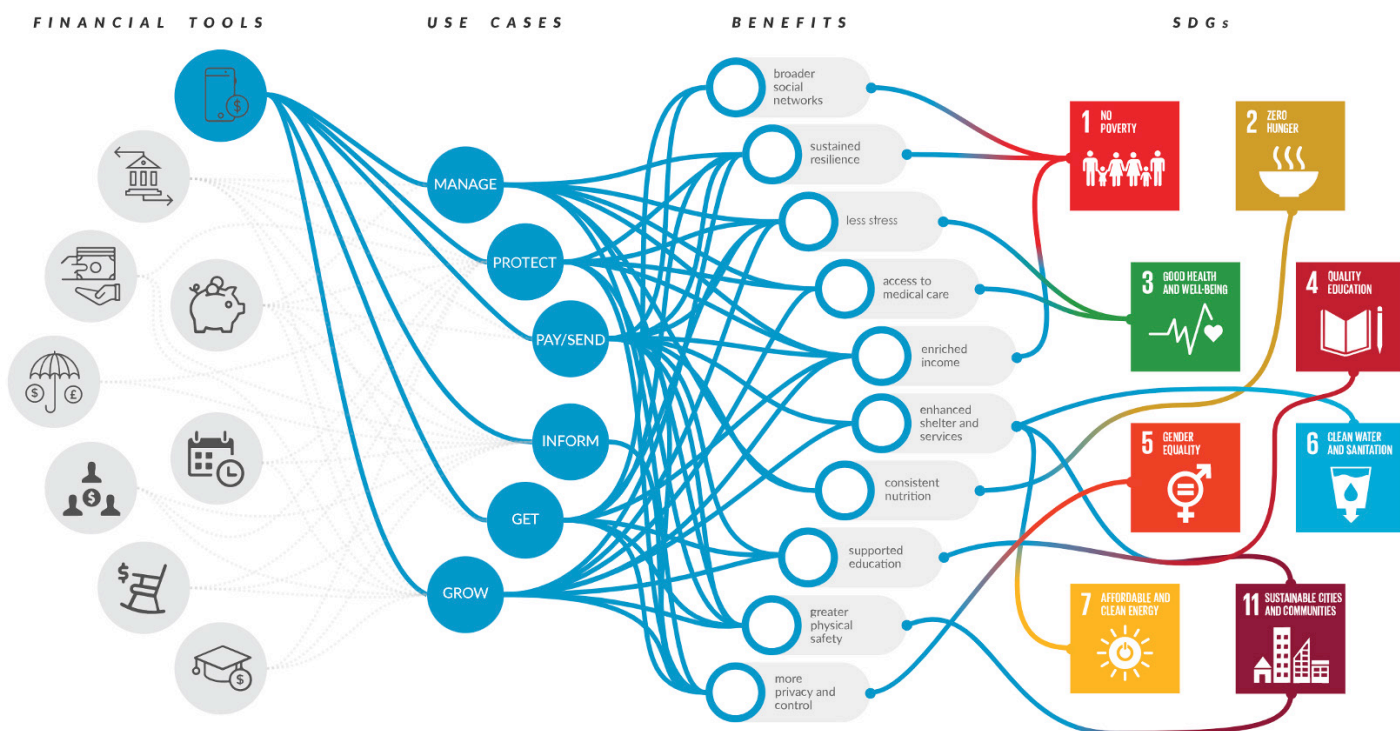 FINANCIAL TOOLS
USE CASES
BENEFITS
SDGs
$
$
£
$
$
$
MANAGE
PROTECT
PAY/SEND
INFORM
GET
GROW
broader
social
networks
sustained
resilience
less stress
access to
medical care
enriched
income
enhanced
shelter and
services
consistent
nutrition
supported
education
greater
physical
safety
more
privacy and
control
1 NO
POVERTY
2 ZERO
HUNGER
3 GOOD HEALTH
AND WELL-BEING
4 QUALITY
EDUCATION
5 GENDER
EQUALITY
6 CLEAN WATER
AND SANITATION
7 AFFORDABLE AND
CLEAN ENERGY
11 SUSTAINABLE CITIES
AND COMMUNITIES